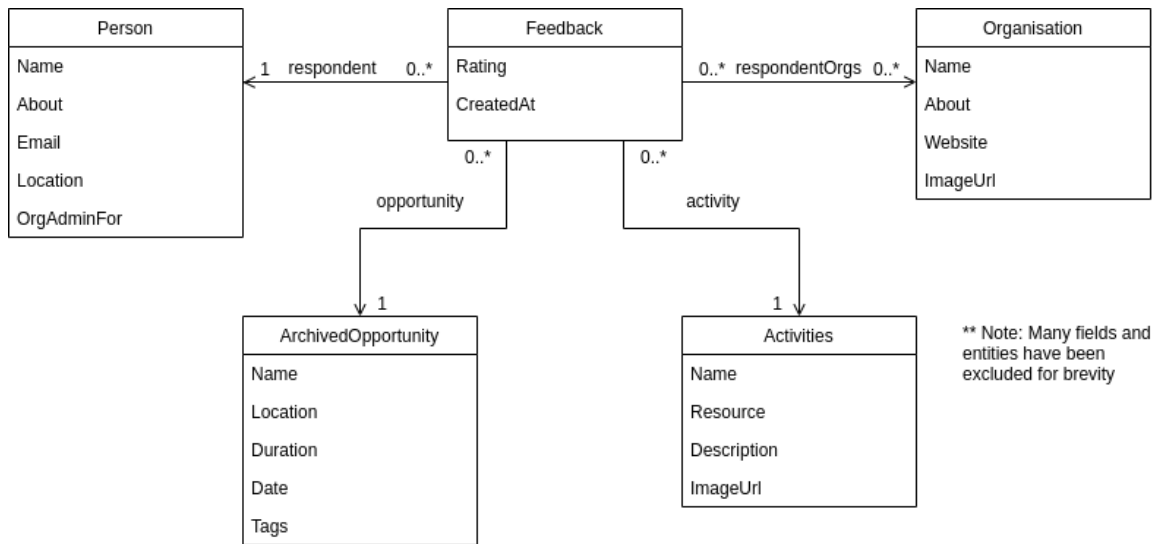 Person
Name
About
Email
Location
OrgAdminFor
1 respondent 0..*
Feedback
Rating
CreatedAt
0..* respondentOrgs 0..*
Organisation
Name
About
Website
ImageUrl
0..*
0..*
opportunity
activity
1
1
ArchivedOpportunity
Name
Location
Duration
Date
Tags
Activities
Name
Resource
Description
ImageUrl
** Note: Many fields and
entities have been
excluded for brevity